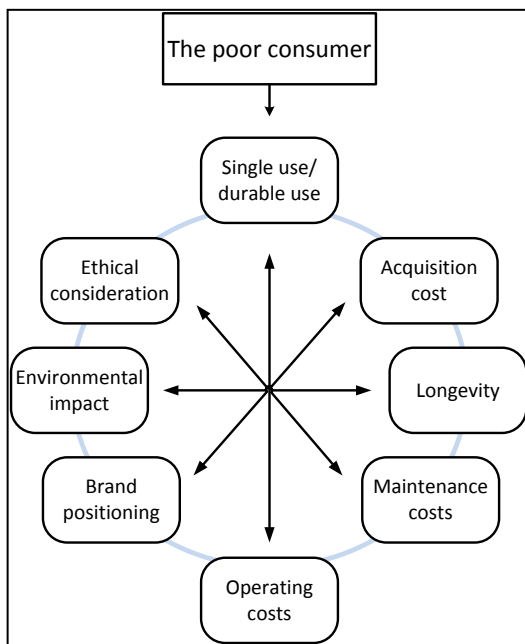 The poor consumer
Single use/
durable use
Ethical
consideration
Acquisition
cost
Environmental
impact
Longevity
Brand
positioning
Maintenance
costs
Operating
costs